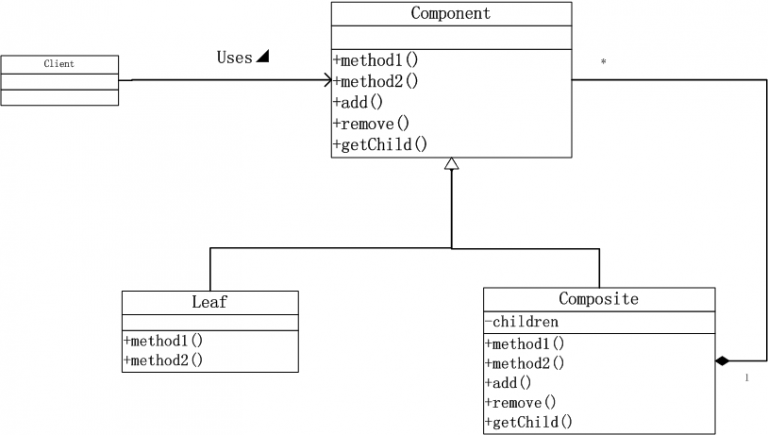 Component
+method1()
+method2()
+add()
+remove()
+getChild()
Client
Uses
*
Leaf
+method1()
+method2()
Composite
-children
+method1()
+method2()
+add()
+remove()
+getChild()
1